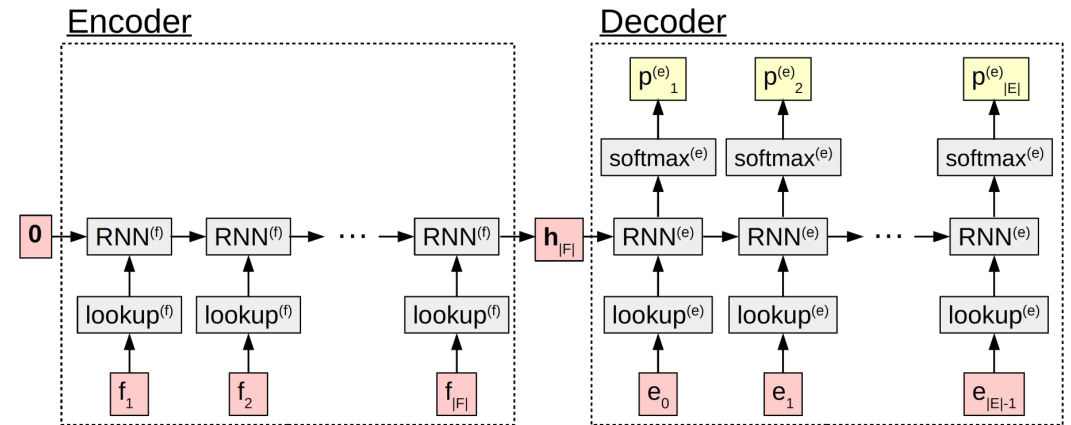 Encoder
Decoder
p(e)1 p(e)2 p(e)|E|
softmax(e) softmax(e) softmax(e)
0 RNN(f) RNN(f) ··· RNN(f) h|F| RNN(e) RNN(e) ··· RNN(e)
lookup(f) lookup(f) lookup(f) lookup(e) lookup(e) lookup(e)
f1 f2 f|F| e0 e1 e|E|-1